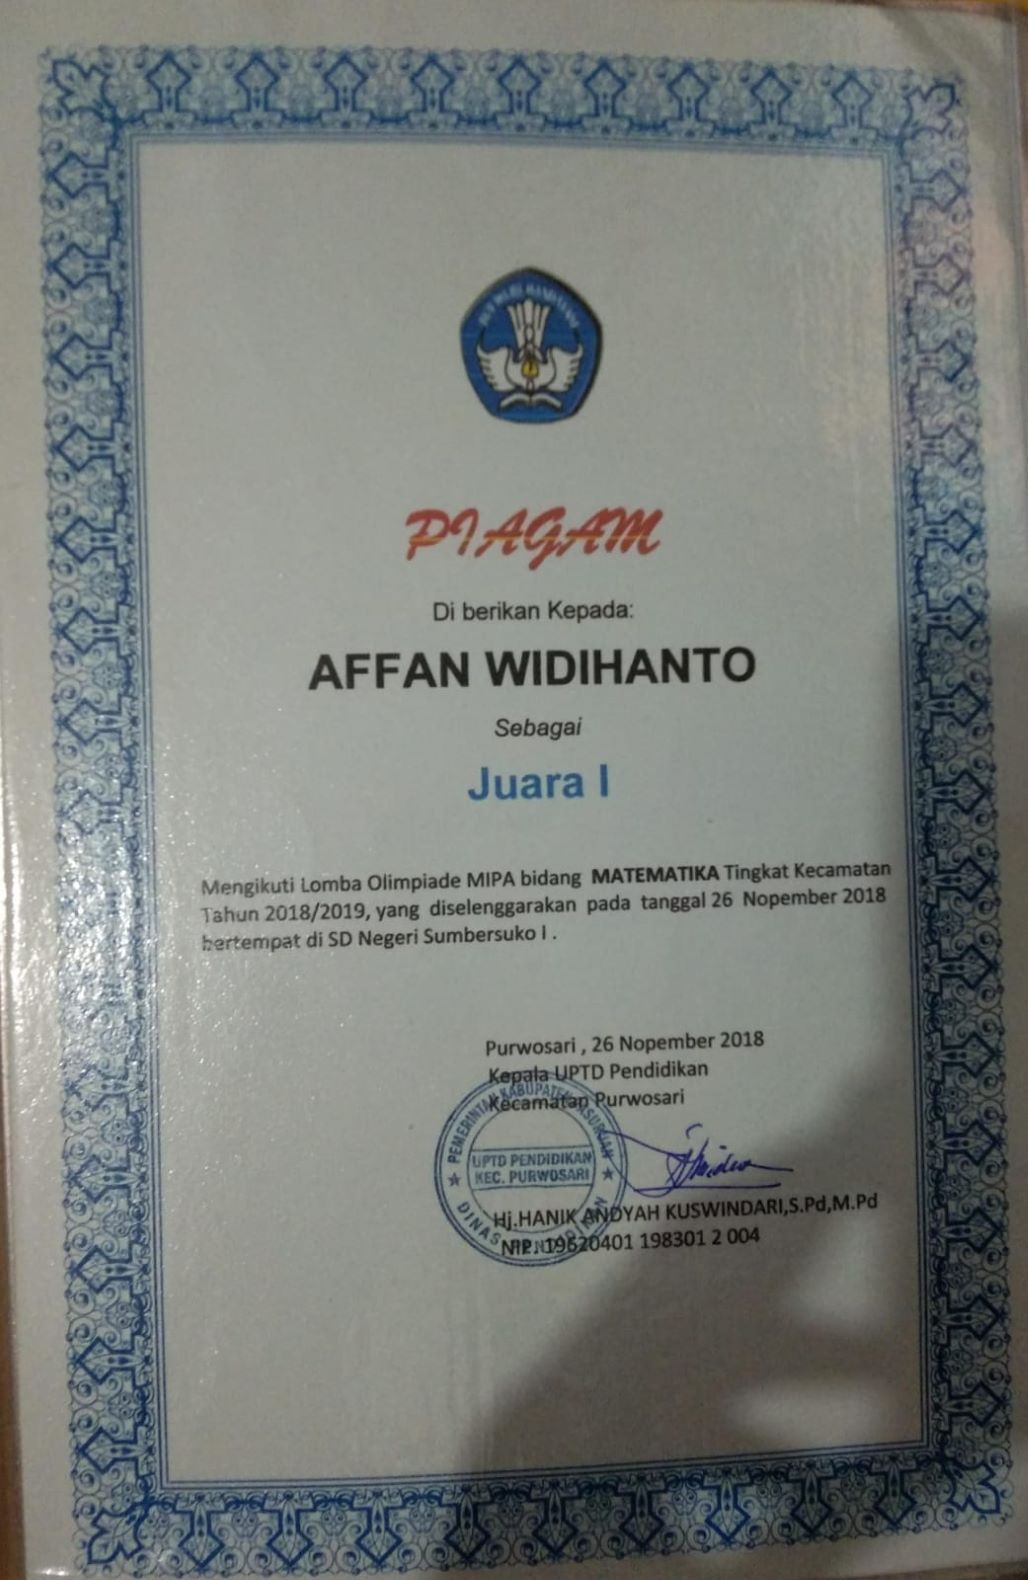 TUT WURI HANDAYANI
PIAGAM
Di berikan Kepada:
AFFAN WIDIHANTO
Sebagai
Juara I
Mengikuti Lomba Olimpiade MIPA bidang MATEMATIKA Tingkat Kecamatan
Tahun 2018/2019, yang diselenggarakan pada tanggal 26 Nopember 2018
bertempat di SD Negeri Sumbersuko I .
Purwosari , 26 Nopember 2018
Kepala UPTD Pendidikan
Kecamatan Purwosari
PEMERINTAH KABUPATEN PASURUAN
UPTD PENDIDIKAN
KEC. PURWOSARI
DINAS PENDIDIKAN
Hj.HANIK ANDYAH KUSWINDARI,S.Pd,M.Pd
NIP. 19620401 198301 2 004